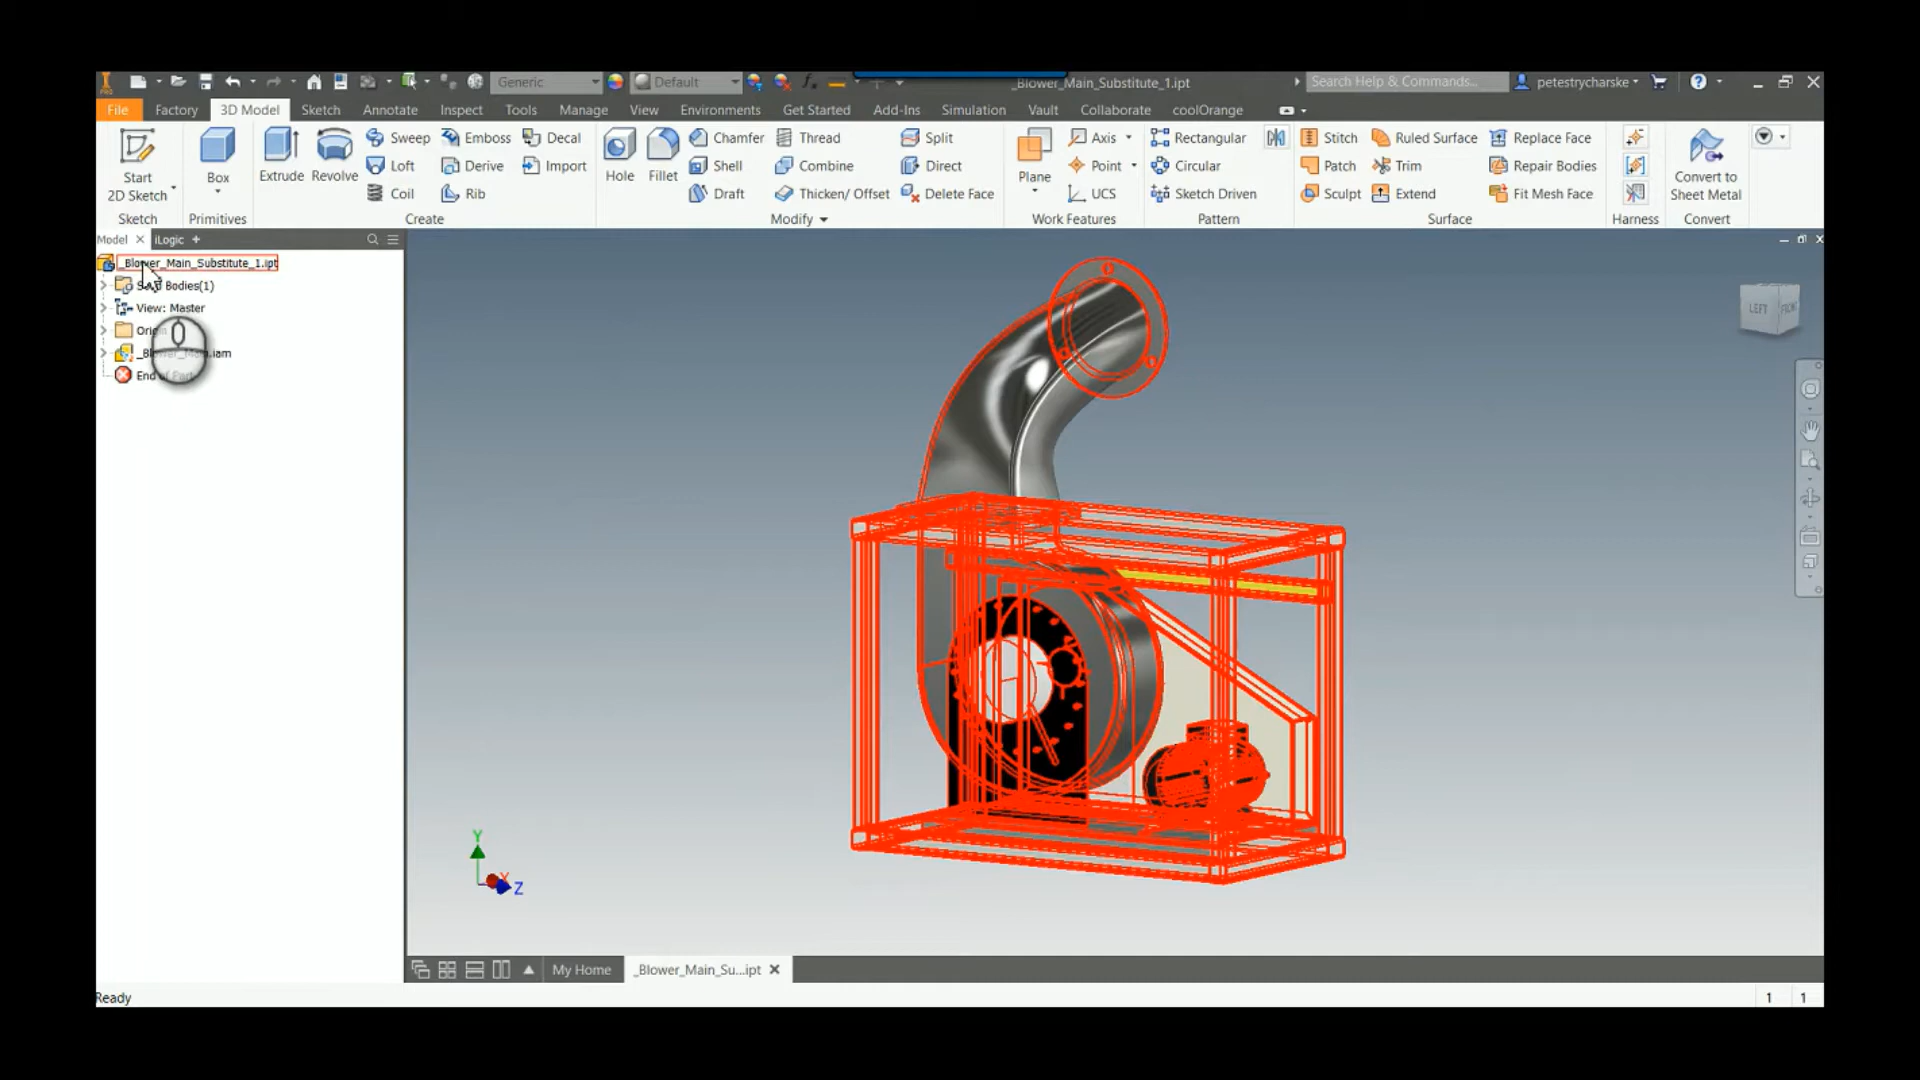 Generic
Default
_Blower_Main_Substitute_1.ipt
Search Help & Commands...
petestrycharske
File Factory 3D Model Sketch Annotate Inspect Tools Manage View Environments Get Started Add-Ins Simulation Vault Collaborate coolOrange
Start
2D Sketch
Box
Extrude
Revolve
Sweep
Loft
Coil
Emboss
Derive
Rib
Decal
Import
Hole
Fillet
Chamfer
Shell
Draft
Thread
Combine
Thicken/ Offset
Split
Direct
Delete Face
Plane
Axis
Point
UCS
Rectangular
Circular
Sketch Driven
Stitch
Patch
Sculpt
Ruled Surface
Trim
Extend
Replace Face
Repair Bodies
Fit Mesh Face
Convert to
Sheet Metal
Sketch Primitives Create Modify Work Features Pattern Surface Harness Convert
Model iLogic
_Blower_Main_Substitute_1.ipt
Bodies(1)
View: Master
End
LEFT
FRONT
Y
X
Z
My Home
_Blower_Main_Su...ipt
Ready
1 1